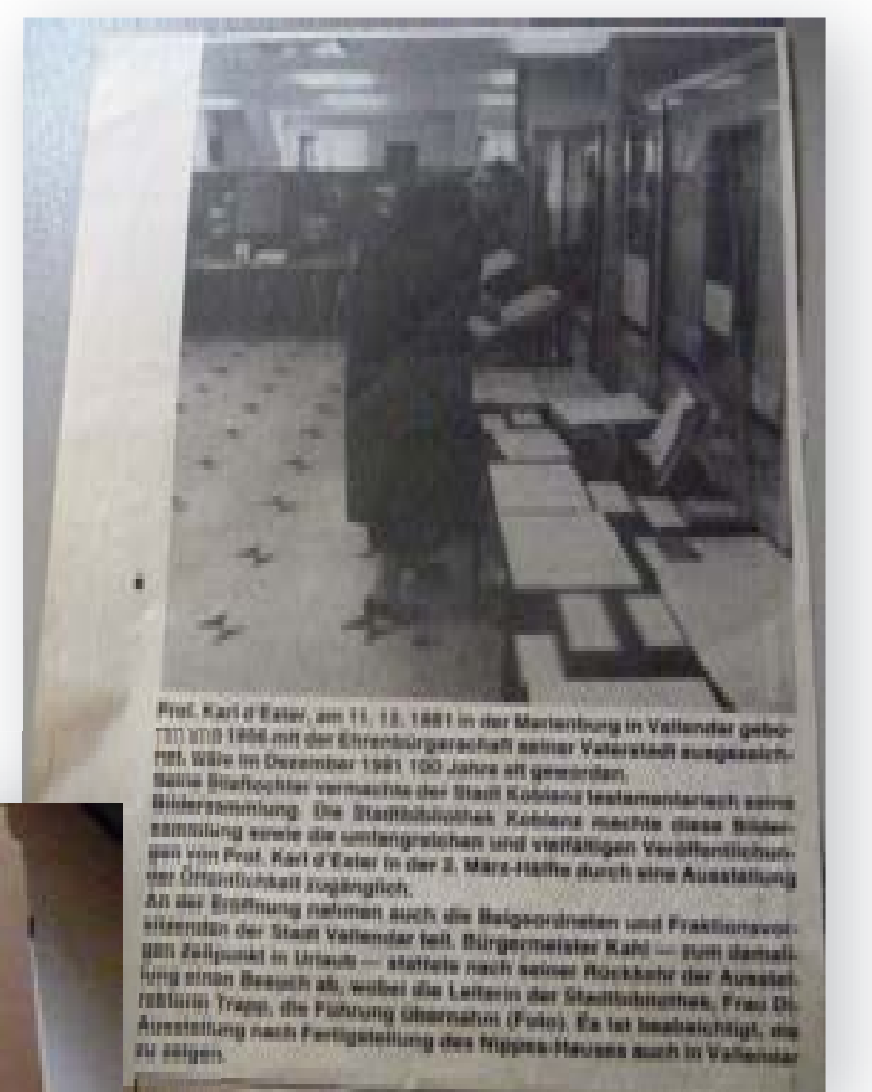 Prof. Karl d'Ester, am 11. 12. 1881 in der Marienburg in Vallendar gebo-
ren und 1956 mit der Ehrenbürgerschaft seiner Vaterstadt ausgezeich-
net, wäre im Dezember 1981 100 Jahre alt geworden.
Seine Stieftochter vermachte der Stadt Koblenz testamentarisch seine
Bildersammlung. Die Stadtbibliothek Koblenz machte diese Bilder-
sammlung sowie die umfangreichen und vielfältigen Veröffentlichun-
gen von Prof. Karl d'Ester in der 2. März-Hälfte durch eine Ausstellung
der Öffentlichkeit zugänglich.
An der Eröffnung nahmen auch die Beigeordneten und Fraktionsvor-
sitzenden der Stadt Vallendar teil. Bürgermeister Kahl — zum damali-
gen Zeitpunkt in Urlaub — stattete nach seiner Rückkehr der Ausstel-
lung einen Besuch ab, wobei die Leiterin der Stadtbibliothek, Frau Di-
rektorin Trapp, die Führung übernahm (Foto). Es ist beabsichtigt, die
Ausstellung nach Fertigstellung des Nippes-Hauses auch in Vallendar
zu zeigen.